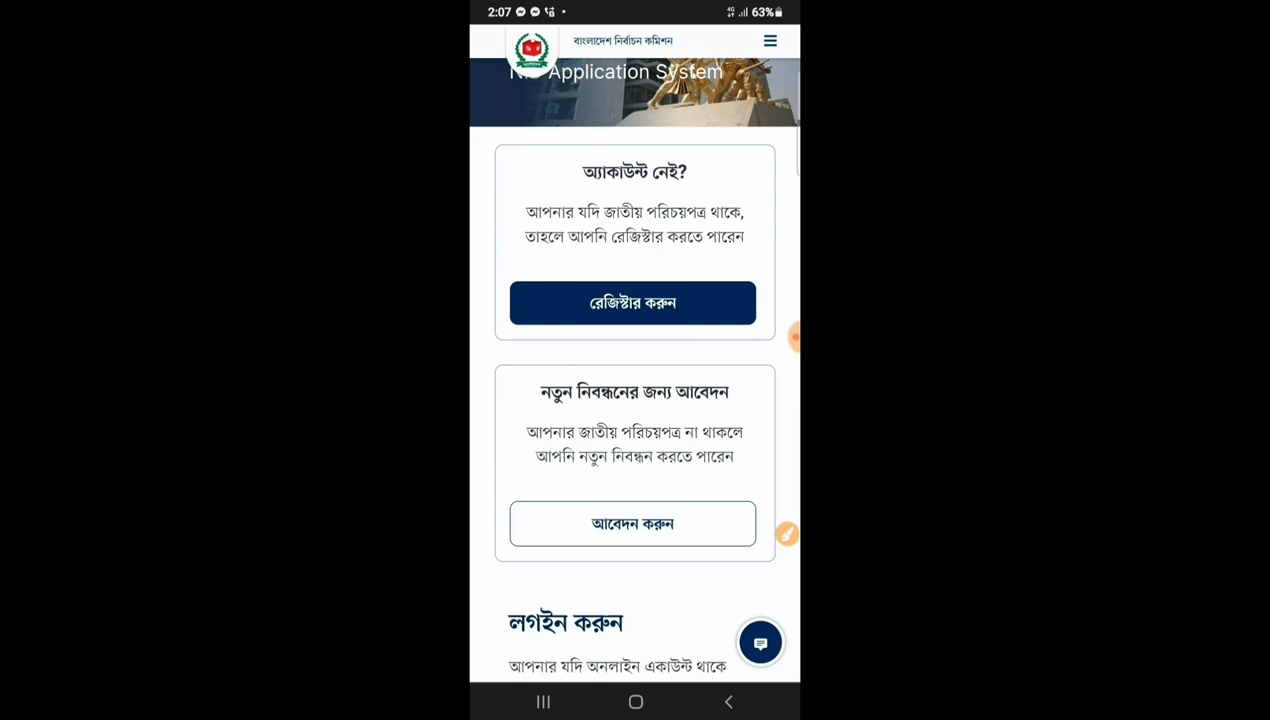 2:07
4G 63%
বাংলাদেশ নির্বাচন কমিশন
Application System
অ্যাকাউন্ট নেই?
আপনার যদি জাতীয় পরিচয়পত্র থাকে,
তাহলে আপনি রেজিস্টার করতে পারেন
রেজিস্টার করুন
নতুন নিবন্ধনের জন্য আবেদন
আপনার জাতীয় পরিচয়পত্র না থাকলে
আপনি নতুন নিবন্ধন করতে পারেন
আবেদন করুন
লগইন করুন
আপনার যদি অনলাইন একাউন্ট থাকে